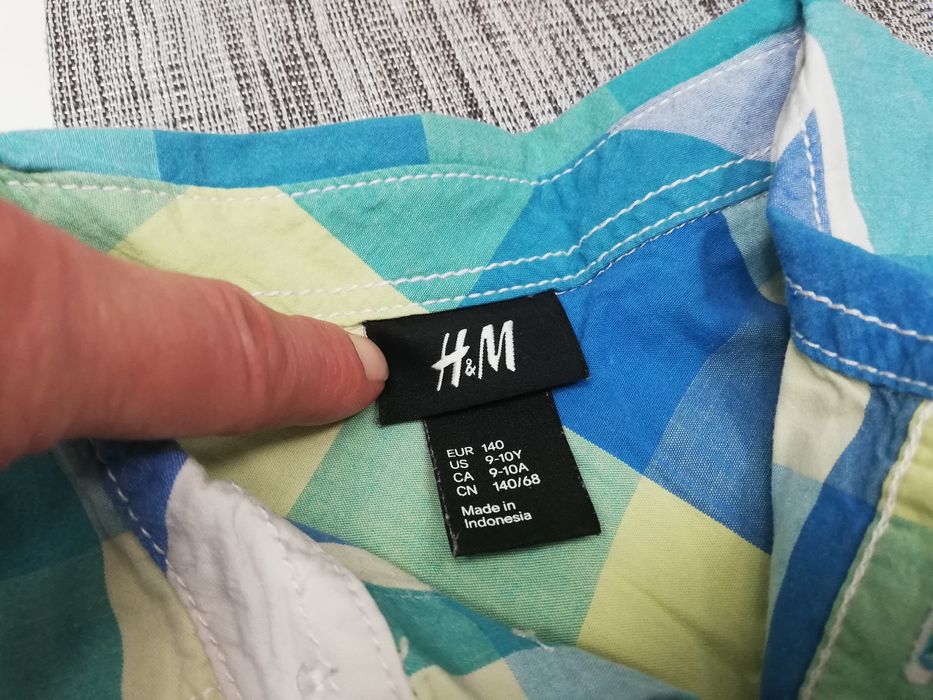 H&M
EUR 140
US 9-10Y
CA 9-10A
CN 140/68
Made in
Indonesia